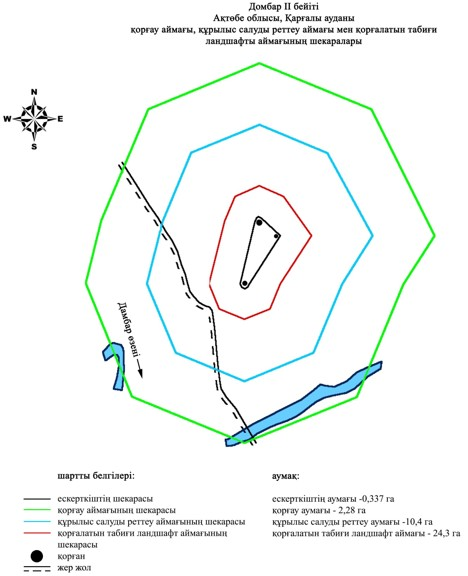 Домбар II бейіті
Ақтөбе облысы, Қарғалы ауданы
қорғау аймағы, құрылыс салуды реттеу аймағы мен қорғалатын табиғи
ландшафты аймағының шекаралары
N
W E
S
Дамбар өзені
шартты белгілері:
ескерткіштің шекарасы
қорғау аймағының шекарасы
құрылыс салуды реттеу аймағының шекарасы
қорғалатын табиғи ландшафт аймағының
шекарасы
қорған
жер жол
аумақ:
ескерткіштің аумағы -0,337 га
қорғау аумағы - 2,28 га
құрылыс салуды реттеу аумағы -10,4 га
қорғалатын табиғи ландшафт аймағы - 24,3 га